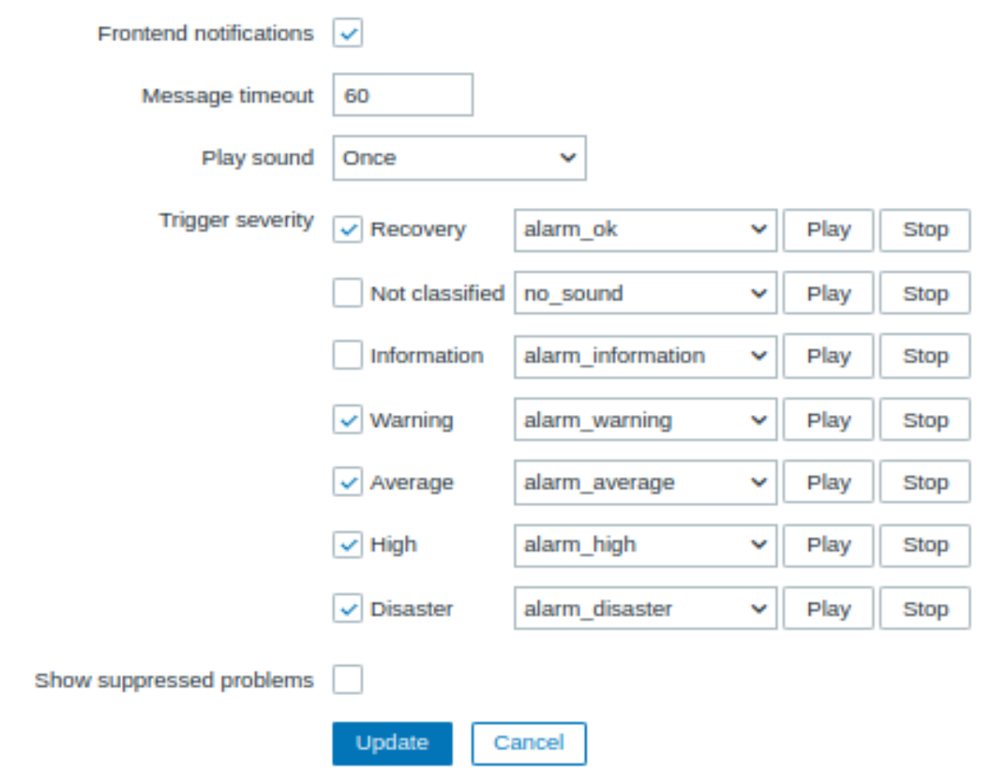 Frontend notifications
Message timeout 60
Play sound Once
Trigger severity Recovery alarm_ok Play Stop
Not classified no_sound Play Stop
Information alarm_information Play Stop
Warning alarm_warning Play Stop
Average alarm_average Play Stop
High alarm_high Play Stop
Disaster alarm_disaster Play Stop
Show suppressed problems
Update Cancel